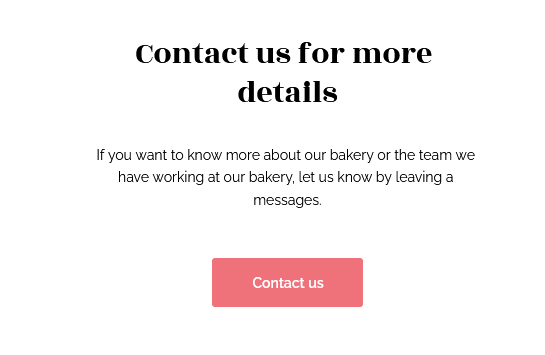 Contact us for more
details
If you want to know more about our bakery or the team we
have working at our bakery, let us know by leaving a
messages.
Contact us